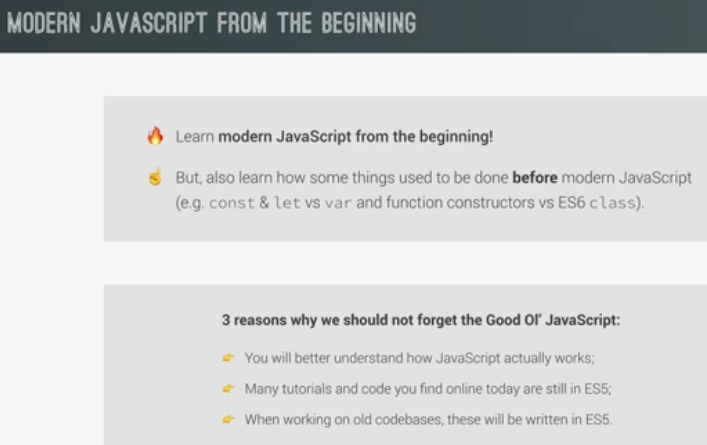 MODERN JAVASCRIPT FROM THE BEGINNING
Learn modern JavaScript from the beginning!
But, also learn how some things used to be done before modern JavaScript
(e.g. const & let vs var and function constructors vs ES6 class).
3 reasons why we should not forget the Good Ol' JavaScript:
You will better understand how JavaScript actually works;
Many tutorials and code you find online today are still in ES5;
When working on old codebases, these will be written in ES5.